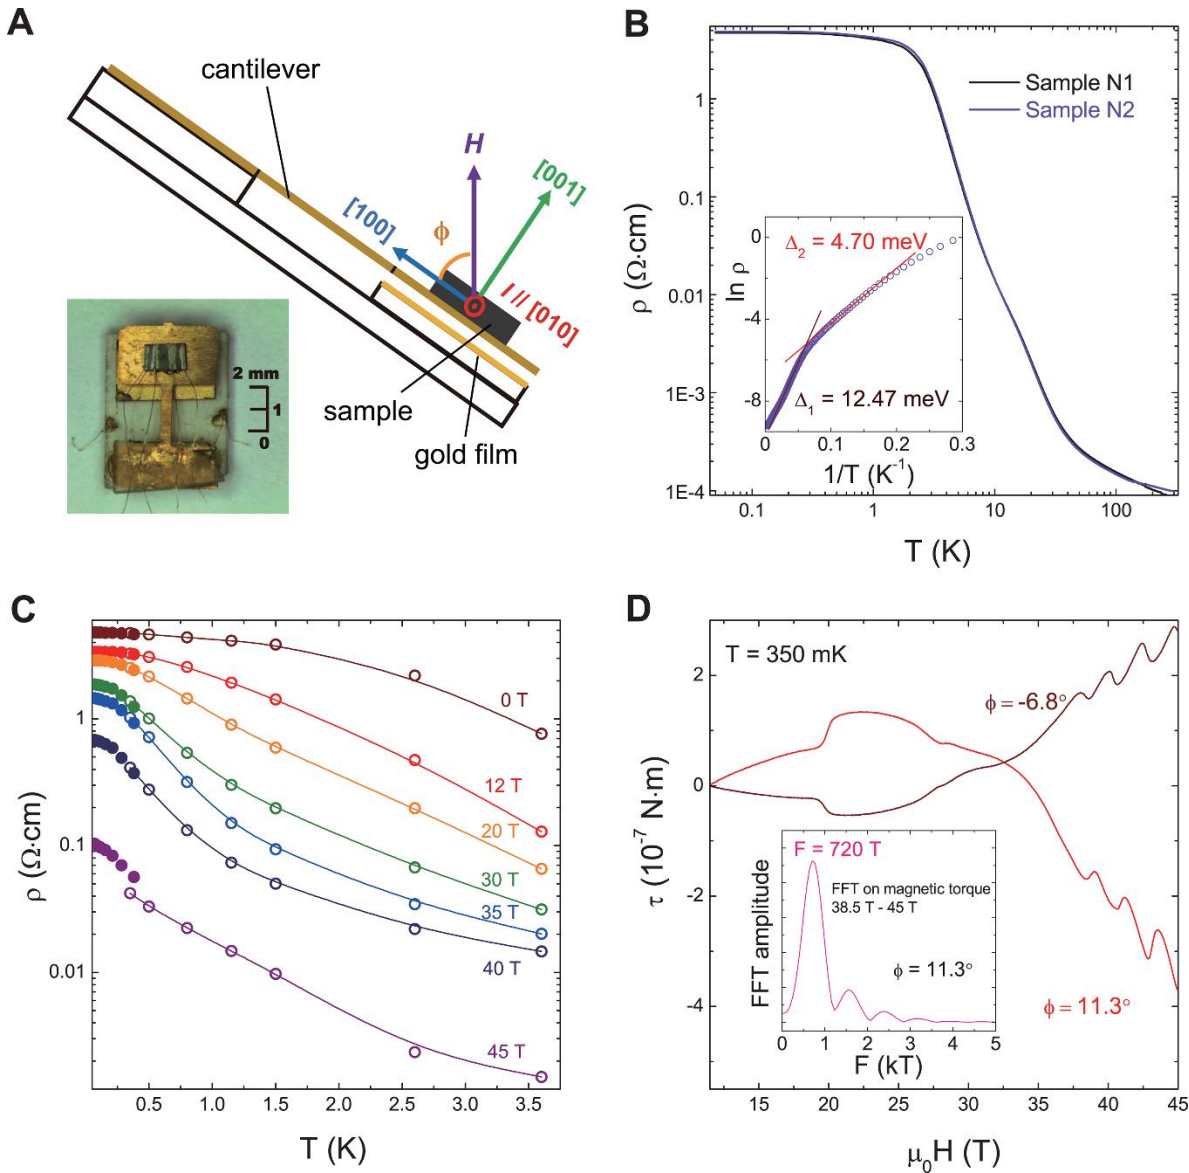 A
cantilever
H
[001]
[100]
ϕ
I // [010]
sample
gold film
2 mm
1
0
B
ρ (Ω·cm)
1
0.1
0.01
1E-3
1E-4
Sample N1
Sample N2
ln ρ
0
-4
-8
Δ₂ = 4.70 meV
Δ₁ = 12.47 meV
0 0.1 0.2 0.3
1/T (K⁻¹)
0.1 1 10 100
T (K)
C
ρ (Ω·cm)
1
0.1
0.01
0 T
12 T
20 T
30 T
35 T
40 T
45 T
0.5 1.0 1.5 2.0 2.5 3.0 3.5
T (K)
D
τ (10⁻⁷ N·m)
2
0
-2
-4
T = 350 mK
ϕ = -6.8°
ϕ = 11.3°
FFT amplitude
F = 720 T
FFT on magnetic torque
38.5 T - 45 T
ϕ = 11.3°
0 1 2 3 4 5
F (kT)
15 20 25 30 35 40 45
μ₀H (T)